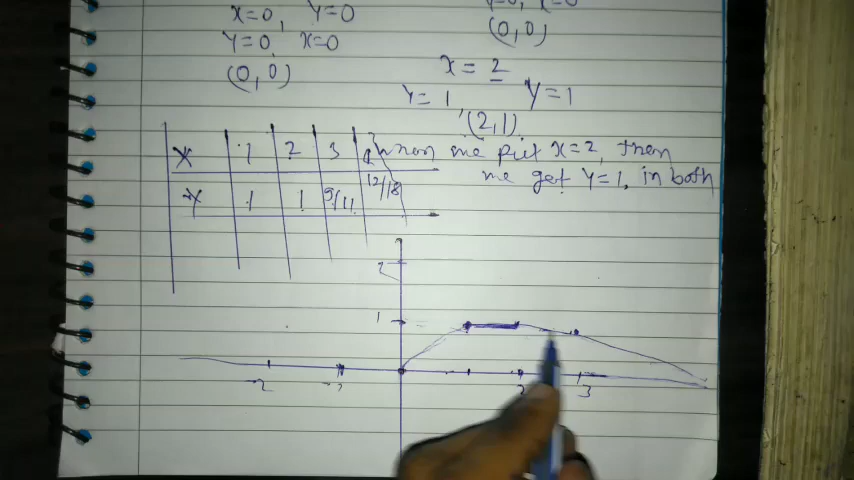 X=0, Y=0
Y=0, X=0
(0,0)
(0,0)
X = 2
Y= 1, Y=1
(2,1)
X 1 2 3
Y 1 1 9/11 12/18
when we put X=2, then
we get Y=1, in both
2
1
-2
2 3